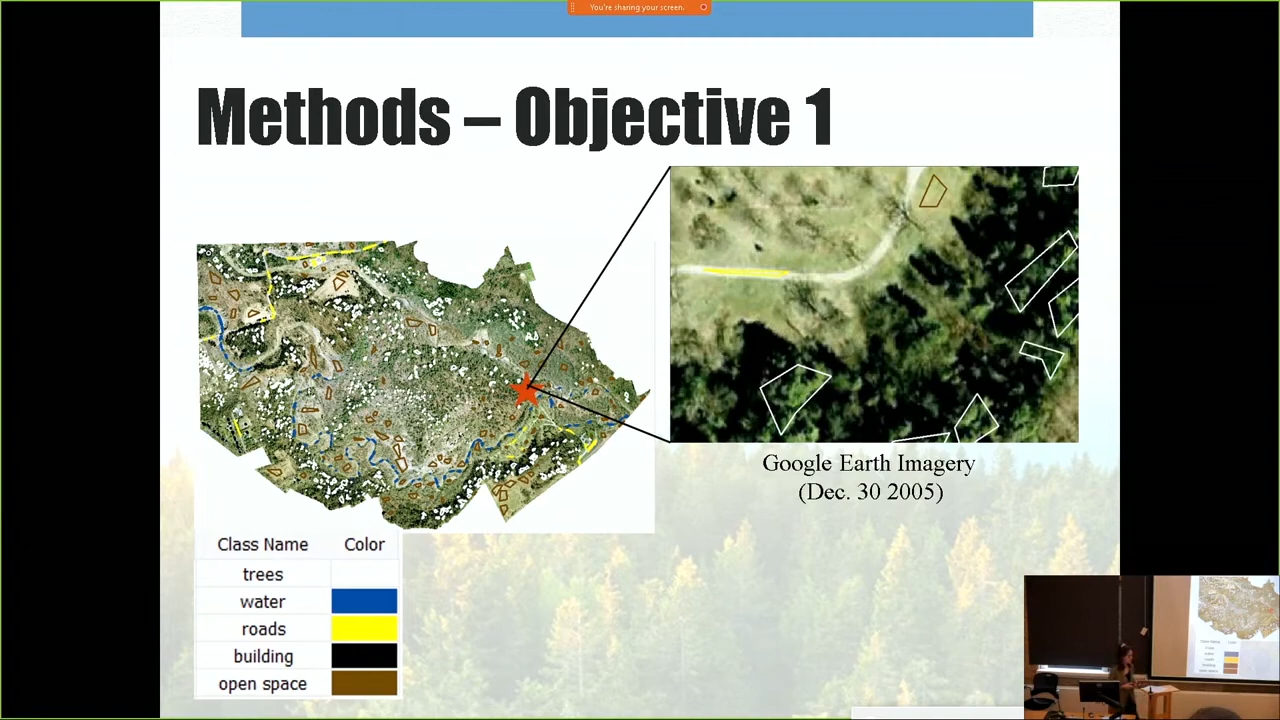 You're sharing your screen.
Methods – Objective 1
Google Earth Imagery
(Dec. 30 2005)
Class Name Color
trees
water
roads
building
open space